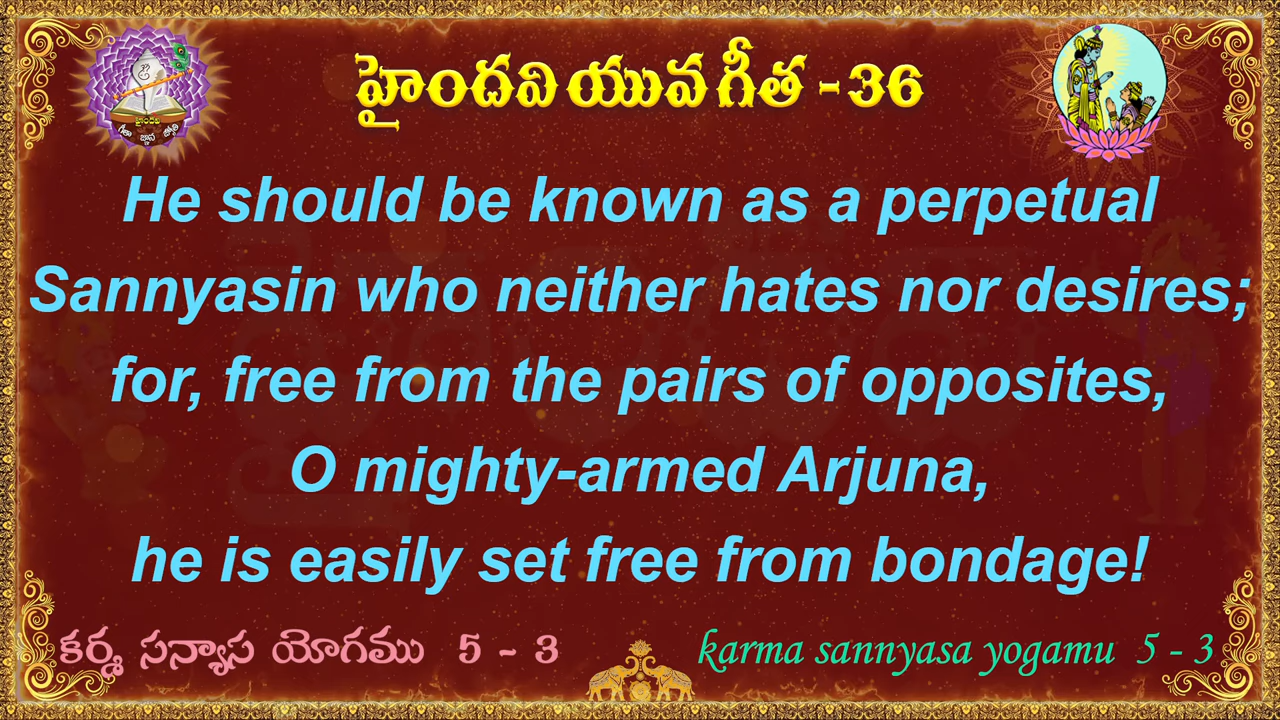 హైందవి యువ గీత - 36
He should be known as a perpetual
Sannyasin who neither hates nor desires;
for, free from the pairs of opposites,
O mighty-armed Arjuna,
he is easily set free from bondage!
కర్మ సన్యాస యోగము 5 - 3
karma sannyasa yogamu 5 - 3
హైందవి
గీతా జ్ఞాన జ్యోతి